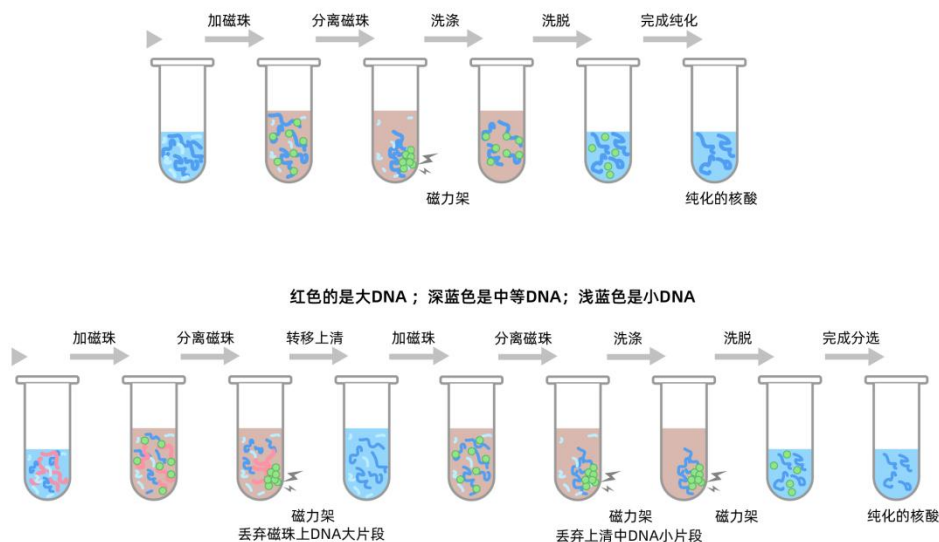 加磁珠 分离磁珠 洗涤 洗脱 完成纯化
磁力架 纯化的核酸
红色的是大DNA ；深蓝色是中等DNA；浅蓝色是小DNA
加磁珠 分离磁珠 转移上清 加磁珠 分离磁珠 洗涤 洗脱 完成分选
磁力架 磁力架 磁力架 纯化的核酸
丢弃磁珠上DNA大片段 丢弃上清中DNA小片段